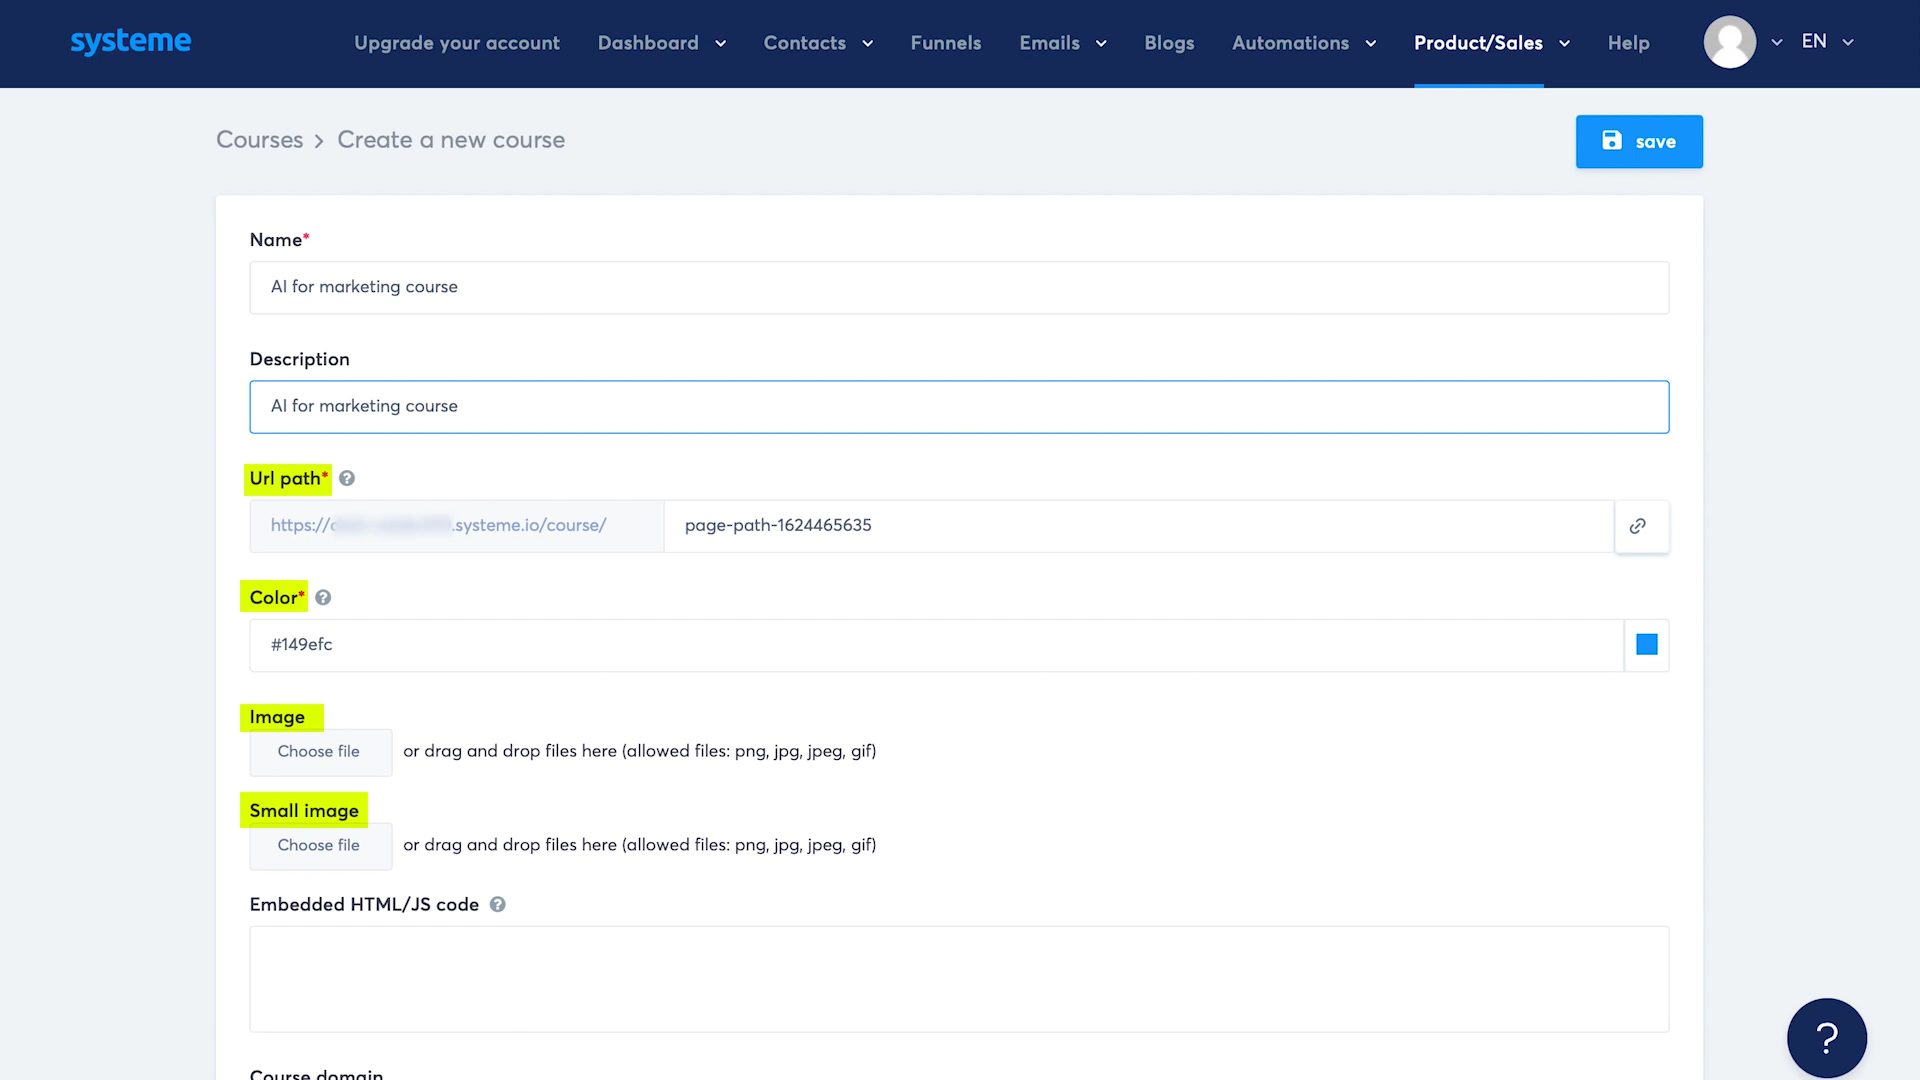 systeme
Upgrade your account Dashboard Contacts Funnels Emails Blogs Automations Product/Sales Help EN
Courses > Create a new course
save
Name*
AI for marketing course
Description
AI for marketing course
Url path* ?
https:// .systeme.io/course/ page-path-1624465635
Color* ?
#149efc
Image
Choose file or drag and drop files here (allowed files: png, jpg, jpeg, gif)
Small image
Choose file or drag and drop files here (allowed files: png, jpg, jpeg, gif)
Embedded HTML/JS code ?
?
Course domain